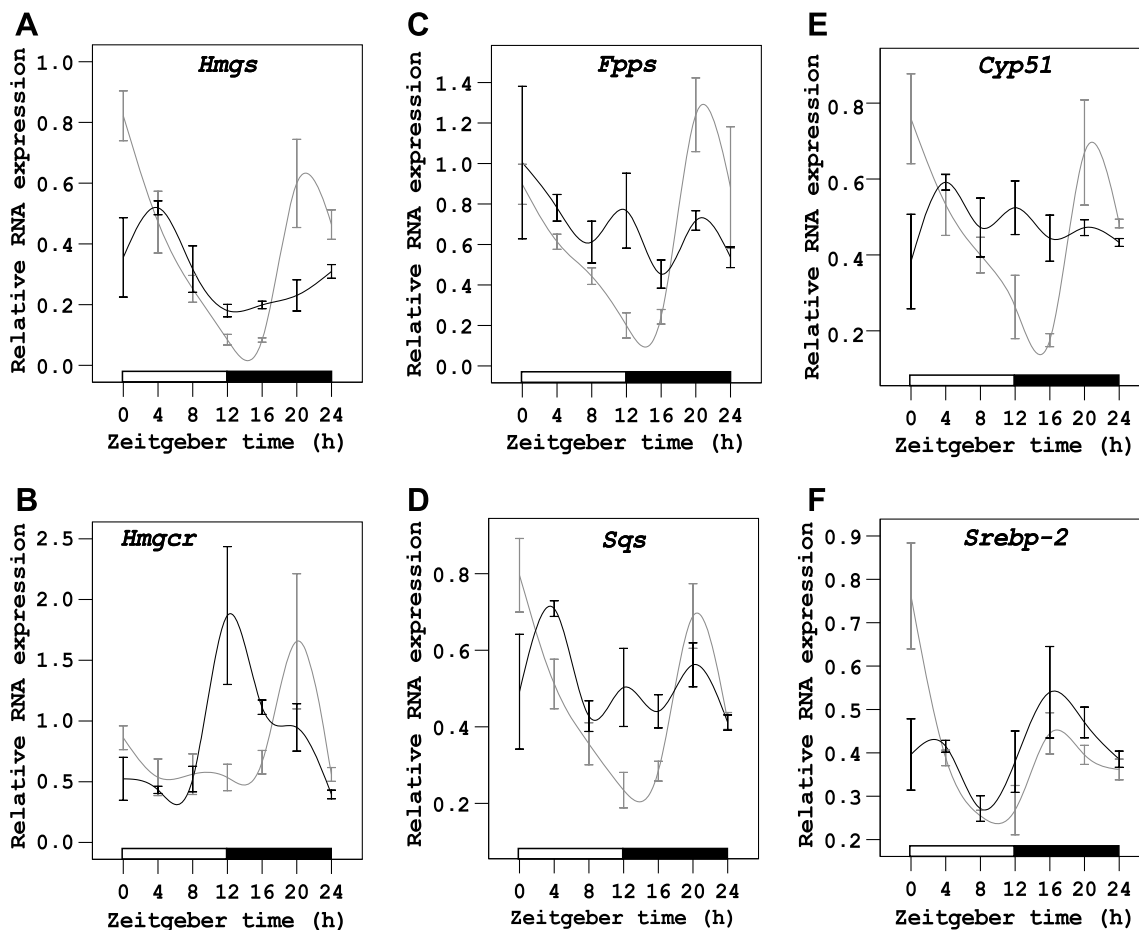 A
Hmgs
Relative RNA expression
1.0
0.8
0.6
0.4
0.2
0.0
0 4 8 12 16 20 24
Zeitgeber time (h)
C
Fpps
Relative RNA expression
1.4
1.2
1.0
0.8
0.6
0.4
0.2
0.0
0 4 8 12 16 20 24
Zeitgeber time (h)
E
Cyp51
Relative RNA expression
0.8
0.6
0.4
0.2
0 4 8 12 16 20 24
Zeitgeber time (h)
B
Hmgcr
Relative RNA expression
2.5
2.0
1.5
1.0
0.5
0.0
0 4 8 12 16 20 24
Zeitgeber time (h)
D
Sqs
Relative RNA expression
0.8
0.6
0.4
0.2
0 4 8 12 16 20 24
Zeitgeber time (h)
F
Srebp-2
Relative RNA expression
0.9
0.8
0.7
0.6
0.5
0.4
0.3
0.2
0 4 8 12 16 20 24
Zeitgeber time (h)